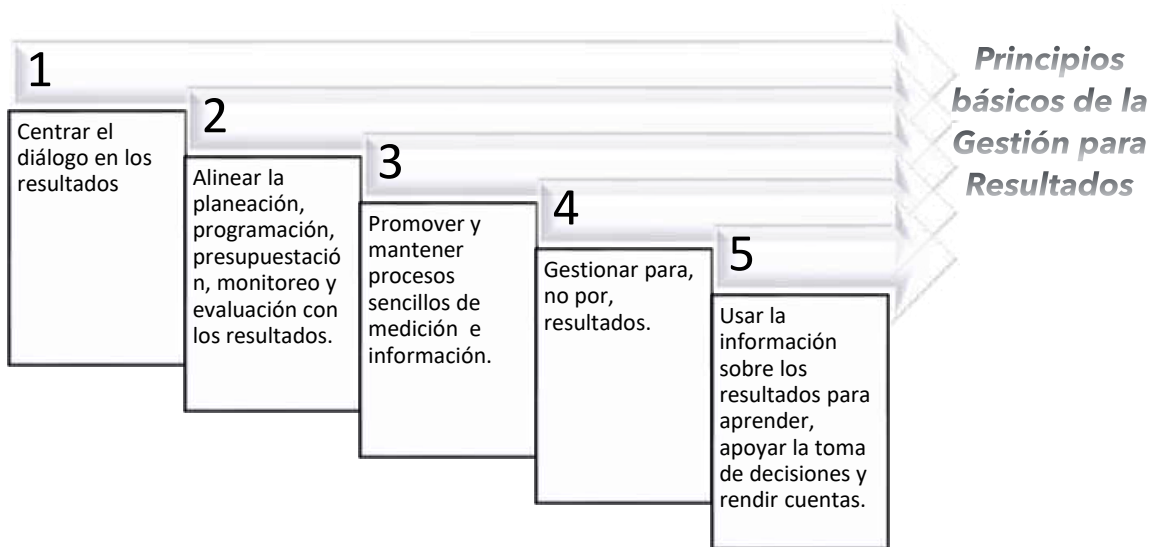 1
Centrar el
diálogo en los
resultados
2
Alinear la
planeación,
programación,
presupuestació
n, monitoreo y
evaluación con
los resultados.
3
Promover y
mantener
procesos
sencillos de
medición  e
información.
4
Gestionar para,
no por,
resultados.
5
Usar la
información
sobre los
resultados para
aprender,
apoyar la toma
de decisiones y
rendir cuentas.
Principios
básicos de la
Gestión para
Resultados